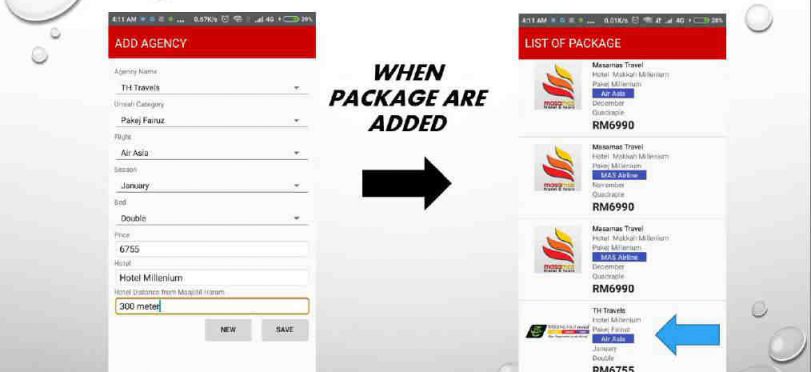 4:11 AM
0.67K/s
4G
39%
ADD AGENCY
Agency Name
TH Travels
Umrah Category
Pakej Fairuz
Flight
Air Asia
Season
January
Bed
Double
Price
6755
Hotel
Hotel Millenium
Hotel Distance from Masjidil Haram
300 meter
NEW
SAVE
WHEN
PACKAGE ARE
ADDED
4:11 AM
0.01K/s
4G
LIST OF PACKAGE
Masamas Travel
Hotel Makkah Millenium
Pakej Millenium
Air Asia
December
Quadraple
RM6990
Masamas Travel
Hotel Makkah Millenium
Pakej Millenium
MAS Airline
November
Quadraple
RM6990
Masamas Travel
Hotel Makkah Millenium
Pakej Millenium
MAS Airline
December
Quadraple
RM6990
TH Travels
Hotel Millenium
Pakej Fairuz
Air Asia
January
Double
RM6755